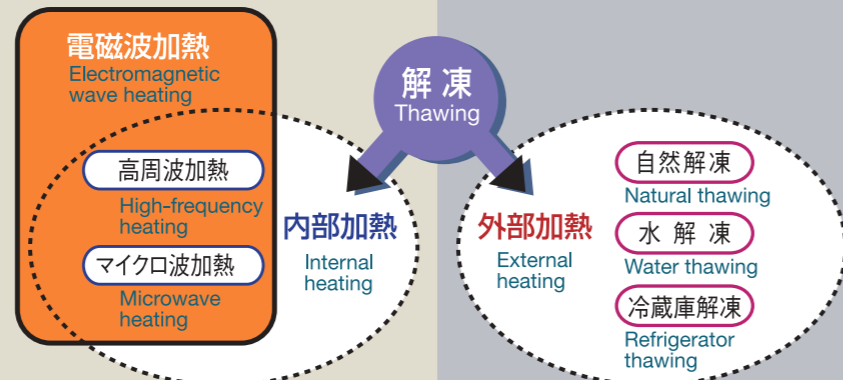 電磁波加熱
Electromagnetic
wave heating
解 凍
Thawing
高周波加熱
High-frequency
heating
マイクロ波加熱
Microwave
heating
内部加熱
Internal
heating
外部加熱
External
heating
自然解凍
Natural thawing
水 解 凍
Water thawing
冷蔵庫解凍
Refrigerator
thawing